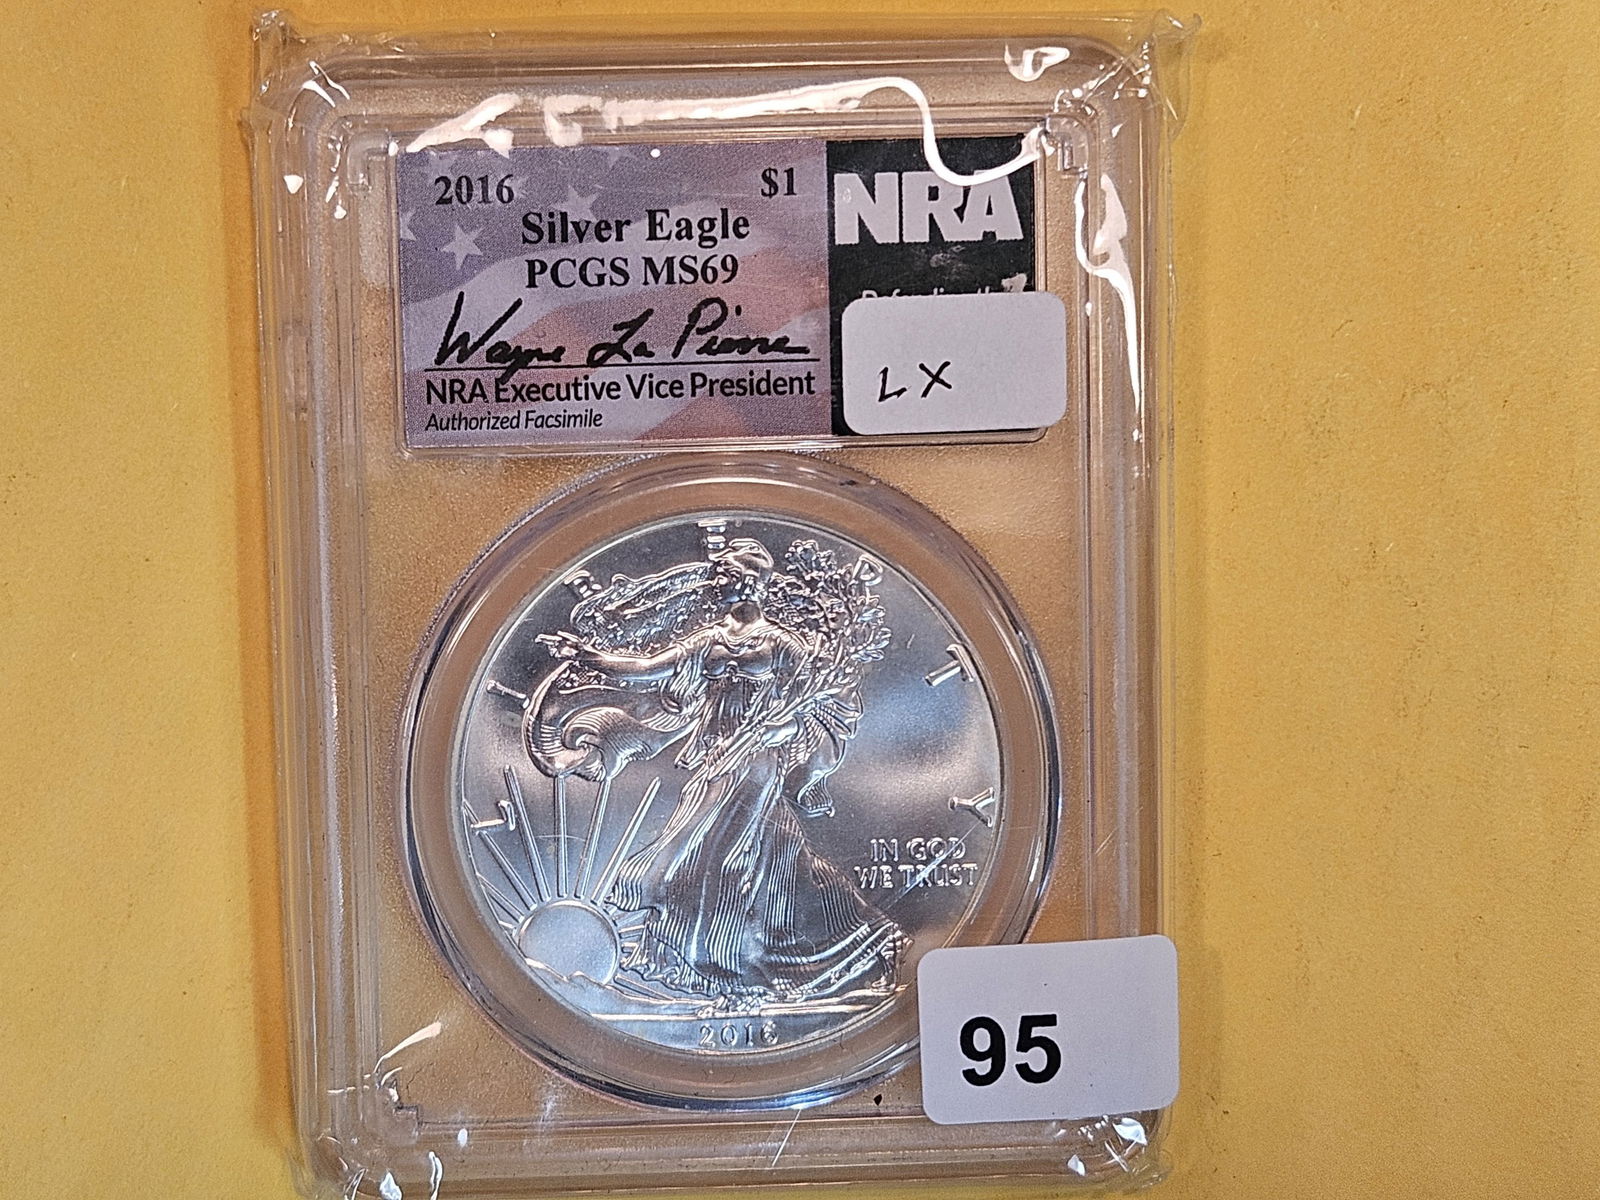 2016 $1 NRA
Silver Eagle
PCGS MS69
Wayne La Pierre
NRA Executive Vice President
Authorized Facsimile
LX
LIBERTY
IN GOD
WE TRUST
2016
95